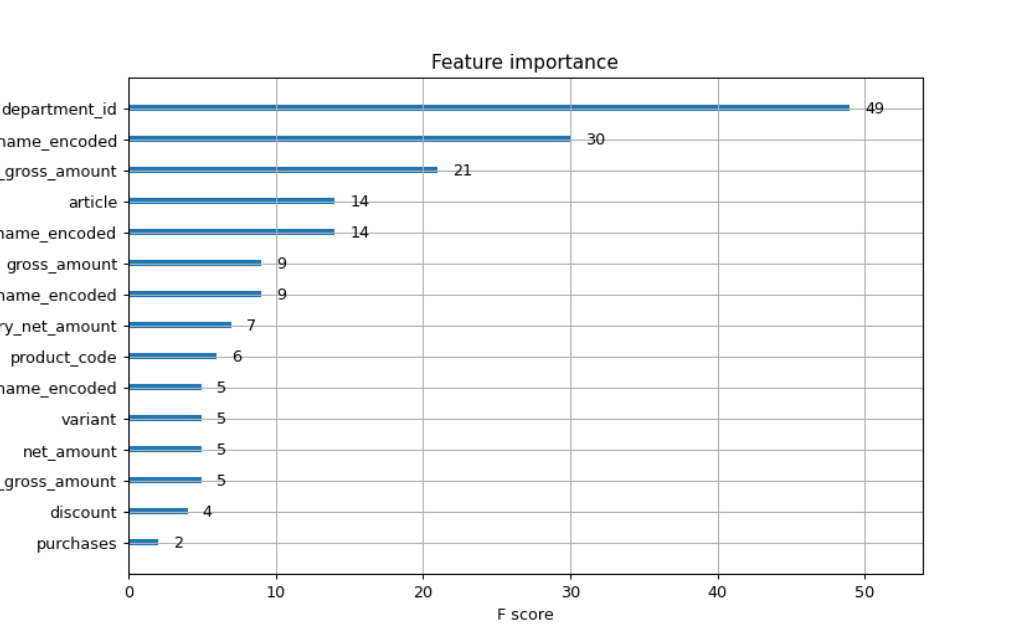 Feature importance
department_id 49
name_encoded 30
_gross_amount 21
article 14
name_encoded 14
gross_amount 9
name_encoded 9
ry_net_amount 7
product_code 6
name_encoded 5
variant 5
net_amount 5
_gross_amount 5
discount 4
purchases 2
0 10 20 30 40 50
F score